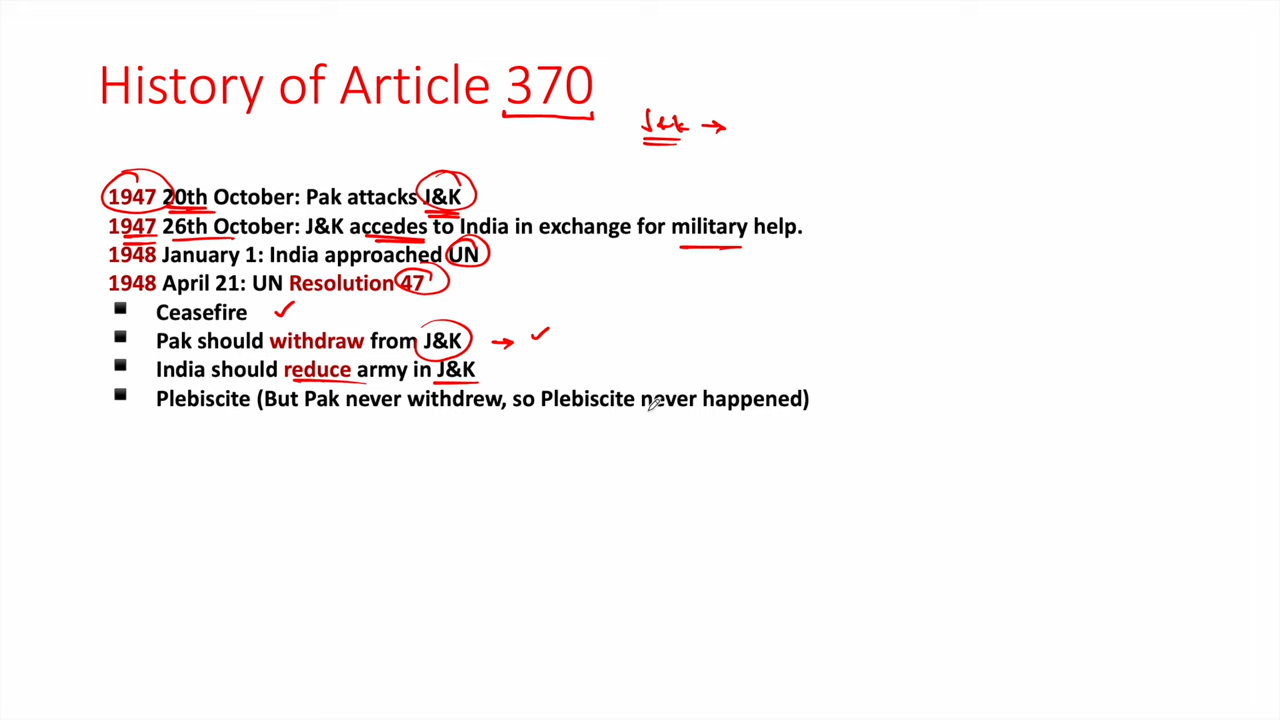 History of Article 370
J&K →
1947 20th October: Pak attacks J&K
1947 26th October: J&K accedes to India in exchange for military help.
1948 January 1: India approached UN
1948 April 21: UN Resolution 47
▪ Ceasefire ✓
▪ Pak should withdraw from J&K → ✓
▪ India should reduce army in J&K
▪ Plebiscite (But Pak never withdrew, so Plebiscite never happened)